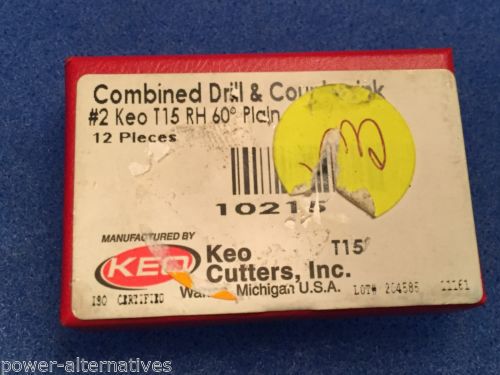 Combined Drill &
#2 Keo T15 RH 60° Plain
12 Pieces
10215
MANUFACTURED BY
KEO
Keo T15
Cutters, Inc.
Michigan U.S.A. LOT# 204585 11161
ISO CERTIFIED
power-alternatives